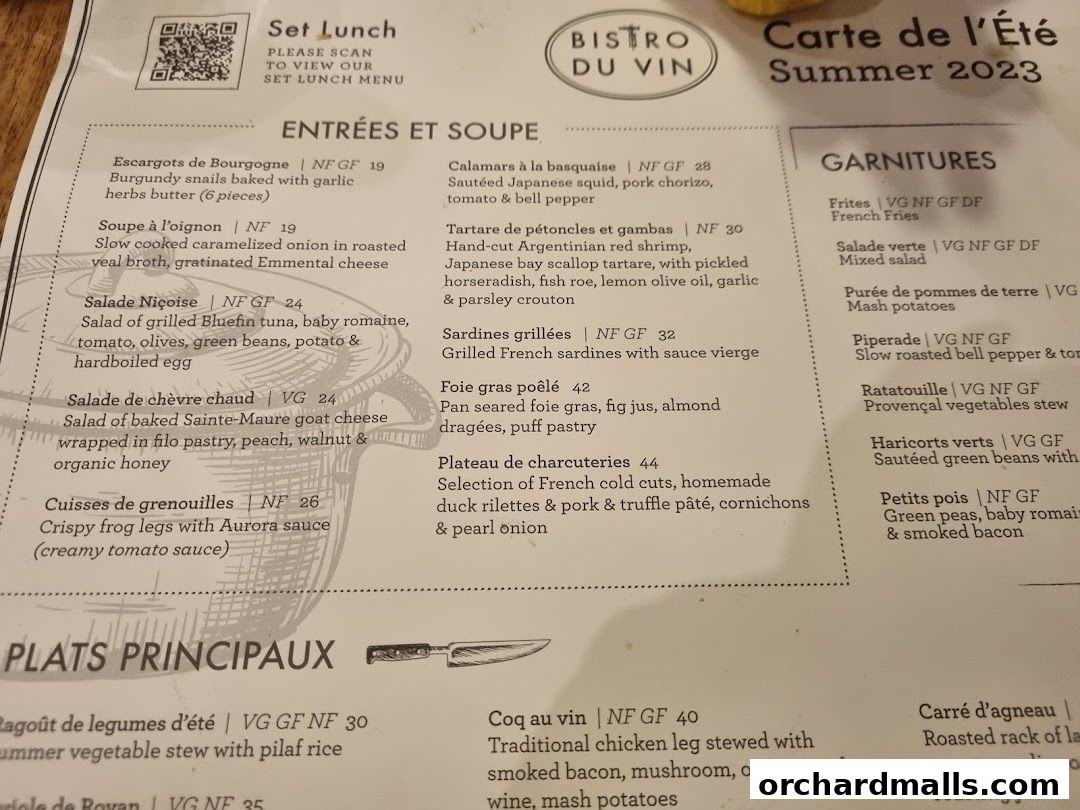 Set Lunch
PLEASE SCAN
TO VIEW OUR
SET LUNCH MENU
BISTRO
DU VIN
Carte de l'Été
Summer 2023
ENTRÉES ET SOUPE
Escargots de Bourgogne | NF GF 19
Burgundy snails baked with garlic
herbs butter (6 pieces)
Soupe à l'oignon | NF 19
Slow cooked caramelized onion in roasted
veal broth, gratinated Emmental cheese
Salade Niçoise | NF GF 24
Salad of grilled Bluefin tuna, baby romaine,
tomato, olives, green beans, potato &
hardboiled egg
Salade de chèvre chaud | VG 24
Salad of baked Sainte-Maure goat cheese
wrapped in filo pastry, peach, walnut &
organic honey
Cuisses de grenouilles | NF 26
Crispy frog legs with Aurora sauce
(creamy tomato sauce)
Calamars à la basquaise | NF GF 28
Sautéed Japanese squid, pork chorizo,
tomato & bell pepper
Tartare de pétoncles et gambas | NF 30
Hand-cut Argentinian red shrimp,
Japanese bay scallop tartare, with pickled
horseradish, fish roe, lemon olive oil, garlic
& parsley crouton
Sardines grillées | NF GF 32
Grilled French sardines with sauce vierge
Foie gras poêlé 42
Pan seared foie gras, fig jus, almond
dragées, puff pastry
Plateau de charcuteries 44
Selection of French cold cuts, homemade
duck rilettes & pork & truffle pâté, cornichons
& pearl onion
GARNITURES
Frites | VG NF GF DF
French Fries
Salade verte | VG NF GF DF
Mixed salad
Purée de pommes de terre | VG
Mash potatoes
Piperade | VG NF GF
Slow roasted bell pepper &
Ratatouille | VG NF GF
Provençal vegetables stew
Haricorts verts | VG GF
Sautéed green beans with
Petits pois | NF GF
Green peas, baby
& smoked bacon
PLATS PRINCIPAUX
Ragoût de legumes d'été | VG GF NF 30
summer vegetable stew with pilaf rice
de Royan | VG NF 35
Coq au vin | NF GF 40
Traditional chicken leg stewed with
smoked bacon, mushroom,
wine, mash potatoes
Carré d'agneau |
Roasted rack of
orchardmalls.com